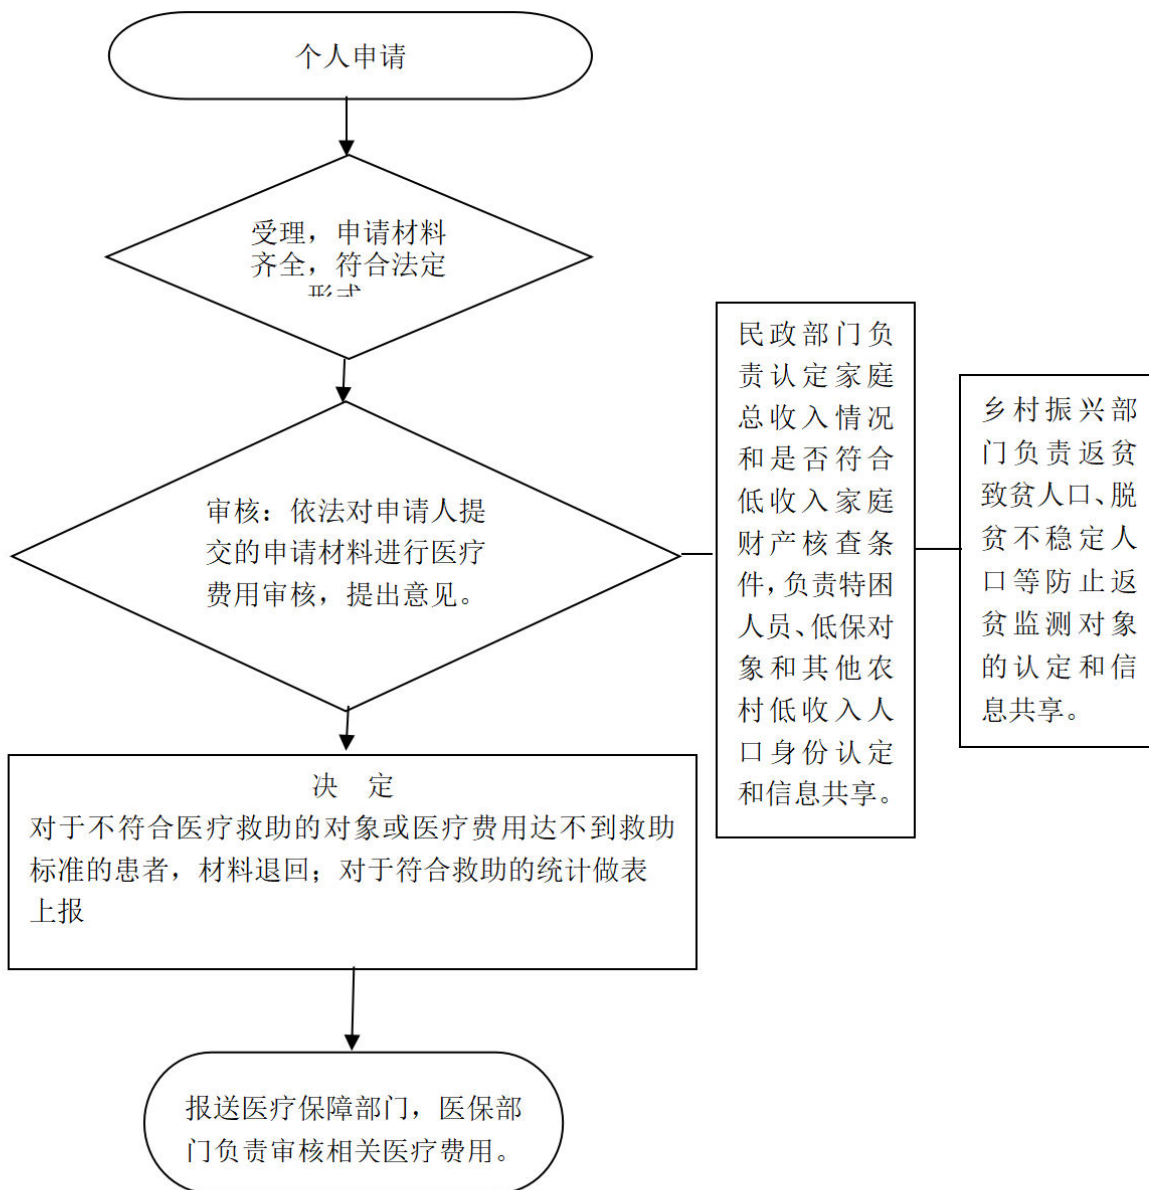 个人申请
受理，申请材料
齐全，符合法定
形式
审核：依法对申请人提
交的申请材料进行医疗
费用审核，提出意见。
民政部门负
责认定家庭
总收入情况
和是否符合
低收入家庭
财产核查条
件，负责特困
人员、低保对
象和其他农
村低收入人
口身份认定
和信息共享。
乡村振兴部
门负责返贫
致贫人口、脱
贫不稳定人
口等防止返
贫监测对象
的认定和信
息共享。
决 定
对于不符合医疗救助的对象或医疗费用达不到救助
标准的患者，材料退回；对于符合救助的统计做表
上报
报送医疗保障部门，医保部
门负责审核相关医疗费用。